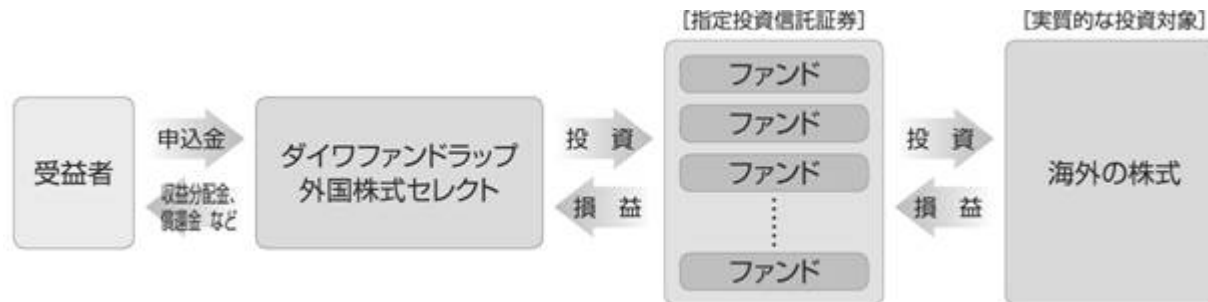 [指定投資信託証券]
[実質的な投資対象]
受益者
申込金
収益分配金、
償還金 など
ダイワファンドラップ
外国株式セレクト
投 資
損 益
ファンド
ファンド
ファンド
ファンド
投 資
損 益
海外の株式